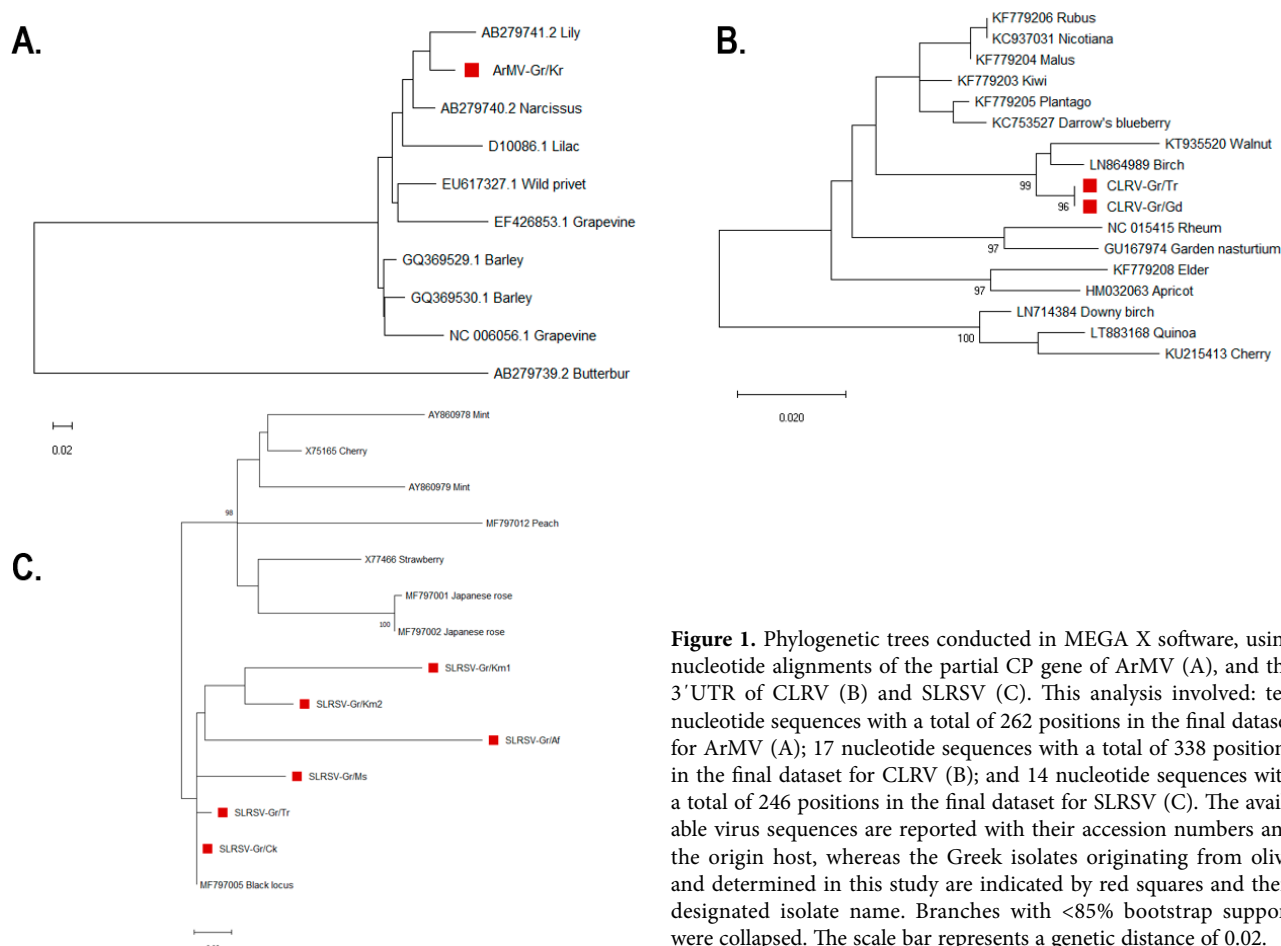 A.
AB279741.2 Lily
ArMV-Gr/Kr
AB279740.2 Narcissus
D10086.1 Lilac
EU617327.1 Wild privet
EF426853.1 Grapevine
GQ369529.1 Barley
GQ369530.1 Barley
NC 006056.1 Grapevine
AB279739.2 Butterbur
0.02
B.
KF779206 Rubus
KC937031 Nicotiana
KF779204 Malus
KF779203 Kiwi
KF779205 Plantago
KC753527 Darrow's blueberry
KT935520 Walnut
LN864989 Birch
99
CLRV-Gr/Tr
96
CLRV-Gr/Gd
NC 015415 Rheum
97
GU167974 Garden nasturtium
KF779208 Elder
97
HM032063 Apricot
LN714384 Downy birch
100
LT883168 Quinoa
KU215413 Cherry
0.020
C.
AY860978 Mint
X75165 Cherry
AY860979 Mint
98
MF797012 Peach
X77466 Strawberry
MF797001 Japanese rose
100
MF797002 Japanese rose
SLRSV-Gr/Km1
SLRSV-Gr/Km2
SLRSV-Gr/Af
SLRSV-Gr/Ms
SLRSV-Gr/Tr
SLRSV-Gr/Ck
MF797005 Black locus
Figure 1. Phylogenetic trees conducted in MEGA X software, usin
nucleotide alignments of the partial CP gene of ArMV (A), and th
3′UTR of CLRV (B) and SLRSV (C). This analysis involved: te
nucleotide sequences with a total of 262 positions in the final datase
for ArMV (A); 17 nucleotide sequences with a total of 338 position
in the final dataset for CLRV (B); and 14 nucleotide sequences wit
a total of 246 positions in the final dataset for SLRSV (C). The avai
able virus sequences are reported with their accession numbers an
the origin host, whereas the Greek isolates originating from oliv
and determined in this study are indicated by red squares and thei
designated isolate name. Branches with <85% bootstrap suppor
were collapsed. The scale bar represents a genetic distance of 0.02.